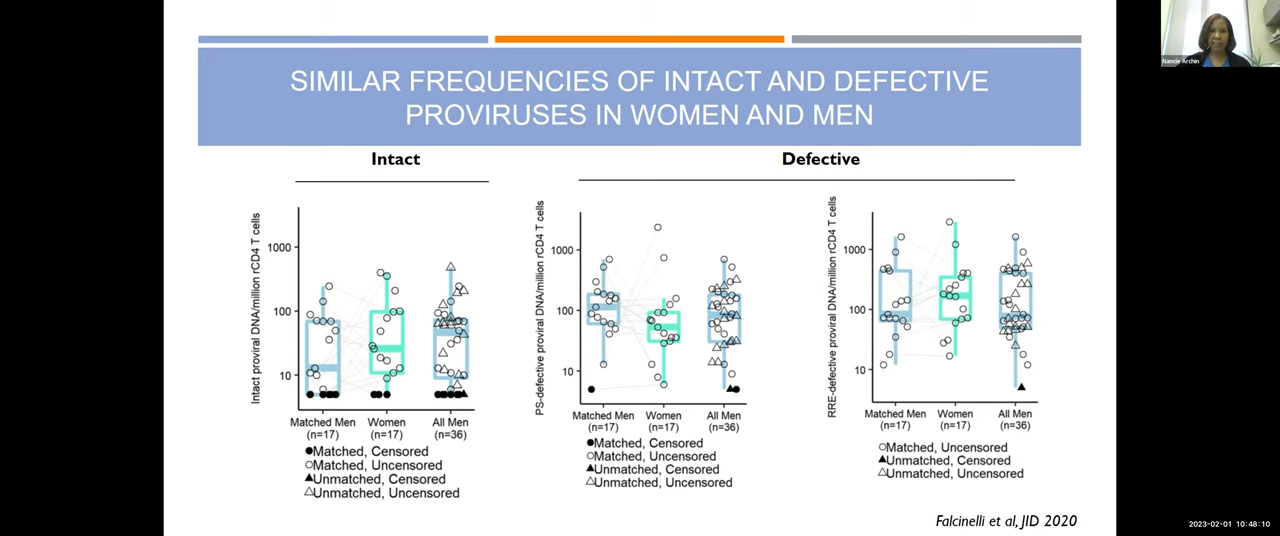 Nancie Archin
SIMILAR FREQUENCIES OF INTACT AND DEFECTIVE
PROVIRUSES IN WOMEN AND MEN
Intact
Defective
Intact proviral DNA/million rCD4 T cells
1000
100
10
Matched Men
(n=17)
Women
(n=17)
All Men
(n=36)
Matched, Censored
Matched, Uncensored
Unmatched, Censored
Unmatched, Uncensored
PS-defective proviral DNA/million rCD4 T cells
1000
100
10
Matched Men
(n=17)
Women
(n=17)
All Men
(n=36)
Matched, Censored
Matched, Uncensored
Unmatched, Censored
Unmatched, Uncensored
RRE-defective proviral DNA/million rCD4 T cells
1000
100
10
Matched Men
(n=17)
Women
(n=17)
All Men
(n=36)
Matched, Uncensored
Unmatched, Censored
Unmatched, Uncensored
Falcinelli et al, JID 2020
2023-02-01 10:48:10